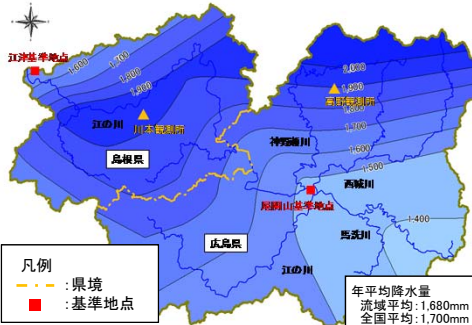 1,600
1,700
1,800
1,900
江津基準地点
江の川
川本観測所
島根県
2,000
1,900
高野観測所
1,800
1,700
神野瀬川
1,600
1,500
西城川
尾関山基準地点
1,400
馬洗川
広島県
江の川
凡例
:県境
:基準地点
年平均降水量
流域平均:1,680mm
全国平均:1,700mm